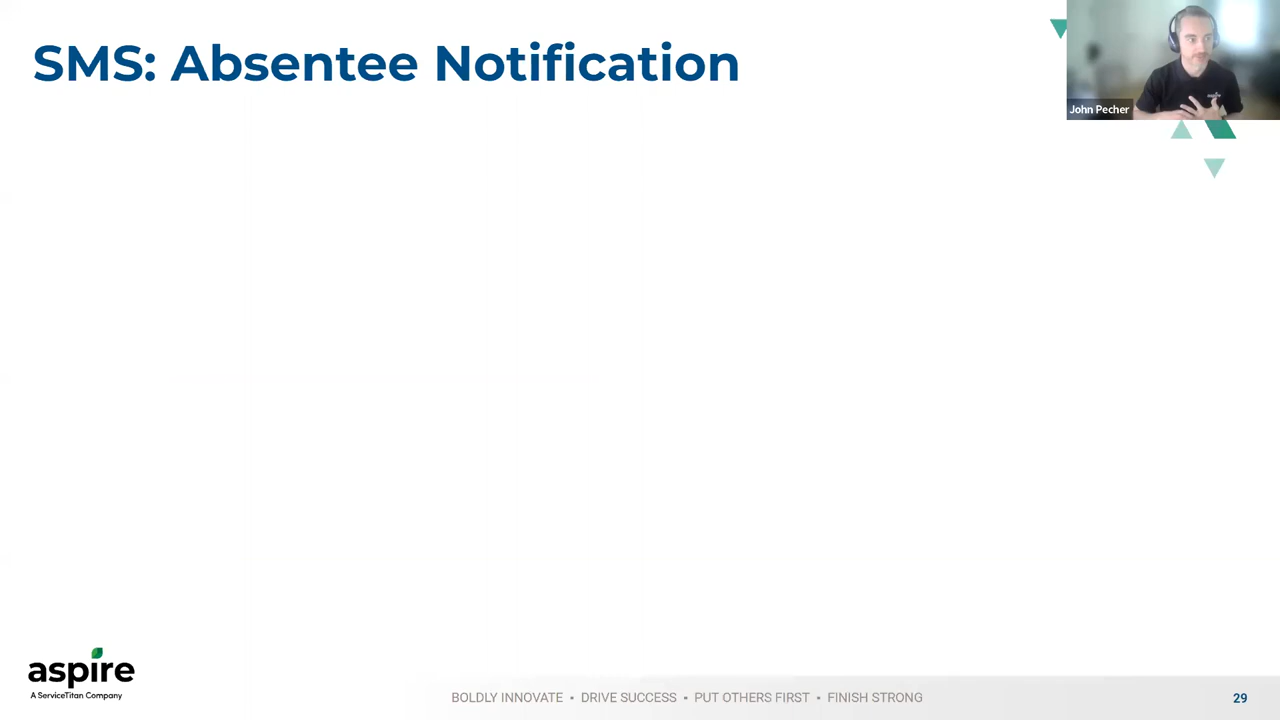 SMS: Absentee Notification
John Pecher
aspire
A ServiceTitan Company
BOLDLY INNOVATE • DRIVE SUCCESS • PUT OTHERS FIRST • FINISH STRONG
29